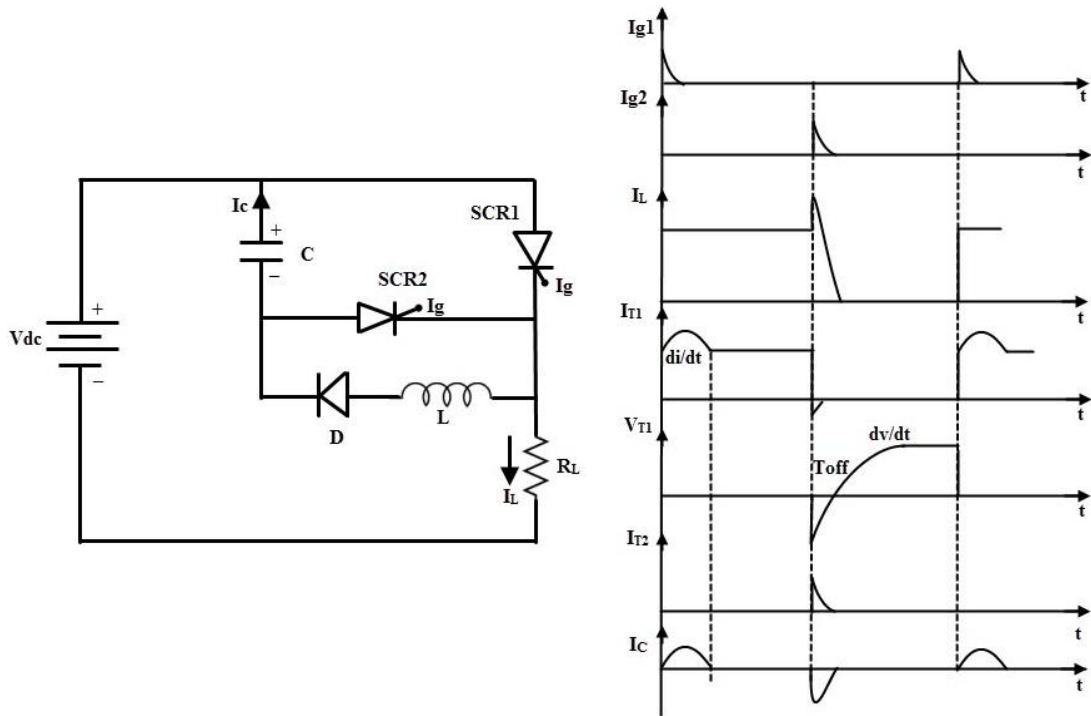 Ic
+
C
−
SCR1
Ig
SCR2
Ig
+
Vdc
−
D
L
RL
IL
Ig1
t
Ig2
t
IL
t
IT1
di/dt
t
VT1
dv/dt
Toff
t
IT2
t
IC
t